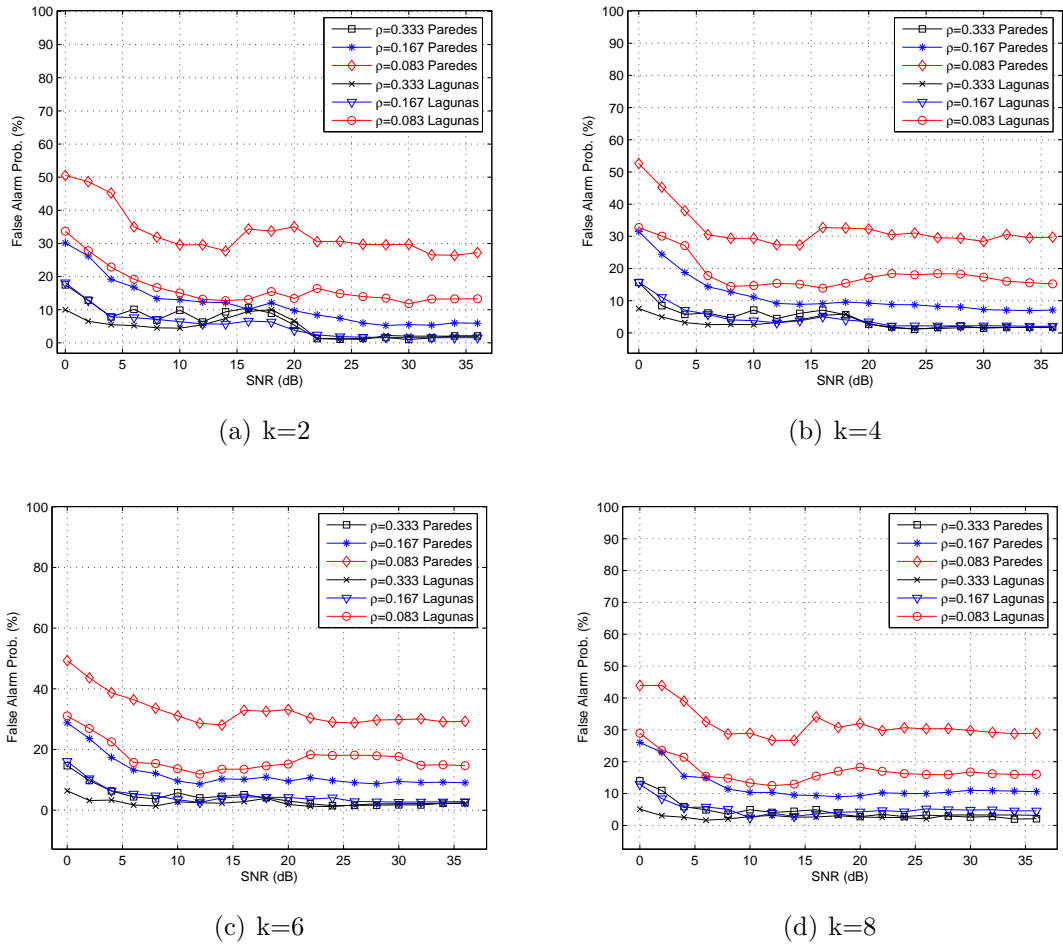 100
90
80
70
60
50
40
30
20
10
0
False Alarm Prob. (%)
0 5 10 15 20 25 30 35
SNR (dB)
ρ=0.333 Paredes
ρ=0.167 Paredes
ρ=0.083 Paredes
ρ=0.333 Lagunas
ρ=0.167 Lagunas
ρ=0.083 Lagunas
(a) k=2
100
90
80
70
60
50
40
30
20
10
0
False Alarm Prob. (%)
0 5 10 15 20 25 30 35
SNR (dB)
ρ=0.333 Paredes
ρ=0.167 Paredes
ρ=0.083 Paredes
ρ=0.333 Lagunas
ρ=0.167 Lagunas
ρ=0.083 Lagunas
(b) k=4
100
80
60
40
20
0
False Alarm Prob. (%)
0 5 10 15 20 25 30 35
SNR (dB)
ρ=0.333 Paredes
ρ=0.167 Paredes
ρ=0.083 Paredes
ρ=0.333 Lagunas
ρ=0.167 Lagunas
ρ=0.083 Lagunas
(c) k=6
100
90
80
70
60
50
40
30
20
10
0
False Alarm Prob. (%)
0 5 10 15 20 25 30 35
SNR (dB)
ρ=0.333 Paredes
ρ=0.167 Paredes
ρ=0.083 Paredes
ρ=0.333 Lagunas
ρ=0.167 Lagunas
ρ=0.083 Lagunas
(d) k=8